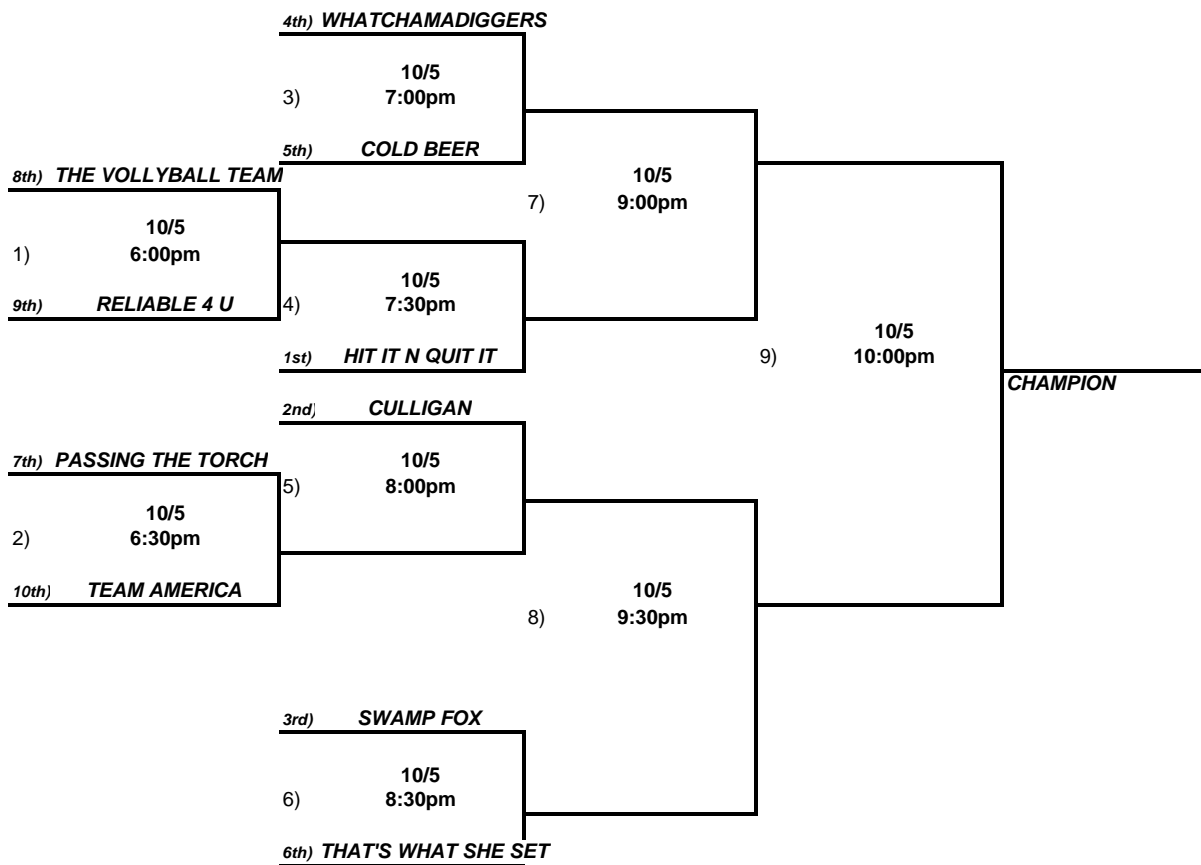 4th) WHATCHAMADIGGERS
10/5
3) 7:00pm
5th) COLD BEER
8th) THE VOLLYBALL TEAM
10/5
7) 9:00pm
10/5
1) 6:00pm
10/5
9th) RELIABLE 4 U
4) 7:30pm
10/5
1st) HIT IT N QUIT IT
9) 10:00pm
CHAMPION
2nd) CULLIGAN
7th) PASSING THE TORCH
10/5
5) 8:00pm
10/5
2) 6:30pm
10th) TEAM AMERICA
10/5
8) 9:30pm
3rd) SWAMP FOX
10/5
6) 8:30pm
6th) THAT'S WHAT SHE SET